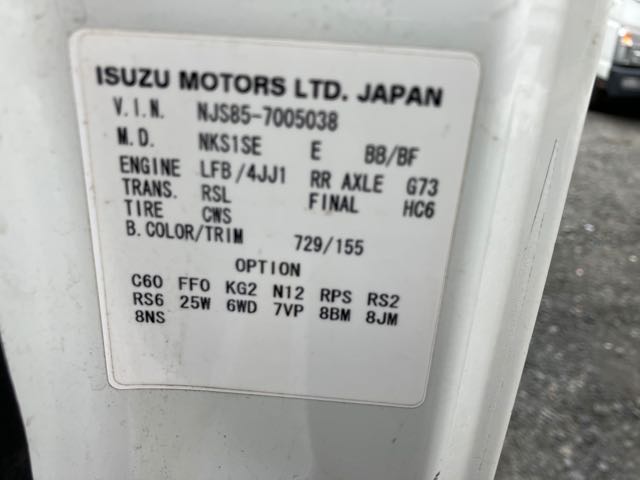 ISUZU MOTORS LTD. JAPAN
V.I.N. NJS85-7005038
M.D. NKS1SE E BB/BF
ENGINE LFB/4JJ1 RR AXLE G73
TRANS. RSL FINAL HC6
TIRE CWS
B.COLOR/TRIM 729/155
OPTION
C60 FF0 KG2 N12 RPS RS2
RS6 25W 6WD 7VP 8BM 8JM
8NS